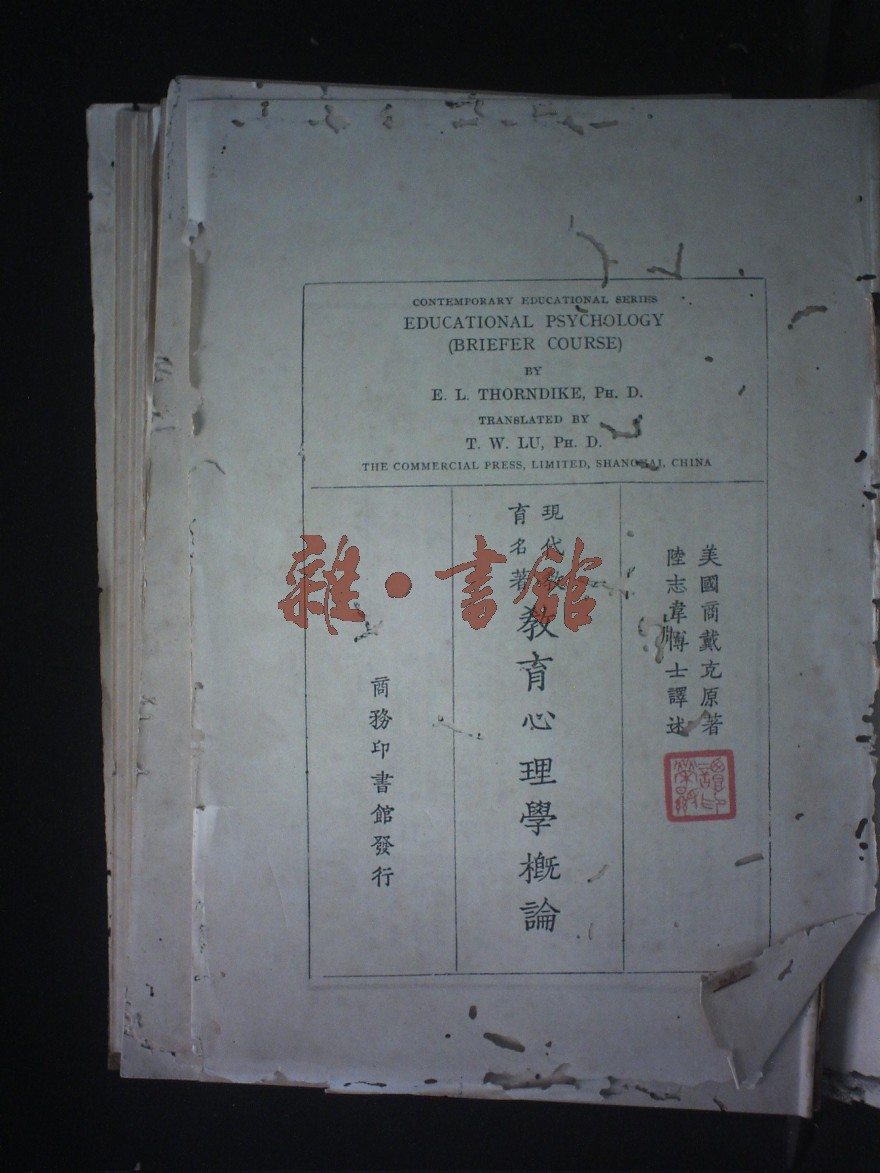 CONTEMPORARY EDUCATIONAL SERIES
EDUCATIONAL PSYCHOLOGY
(BRIEFER COURSE)
BY
E. L. THORNDIKE, PH. D.
TRANSLATED BY
T. W. LU, PH. D.
THE COMMERCIAL PRESS, LIMITED, SHANGHAI, CHINA
美國商戴克原著
陸志韋博士譯述
現代教
育名著
教育心理學概論
商務印書館發行
雜·書館